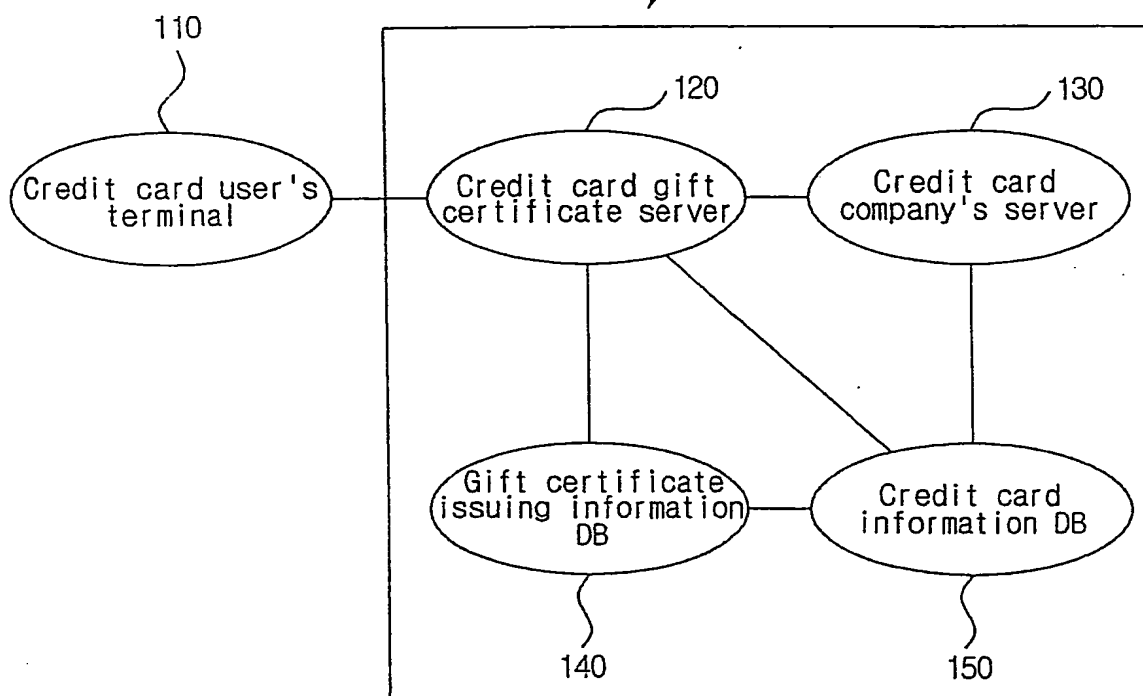 110
120
130
Credit card user's
terminal
Credit card gift
certificate server
Credit card
company's server
Gift certificate
issuing information
DB
Credit card
information DB
140
150